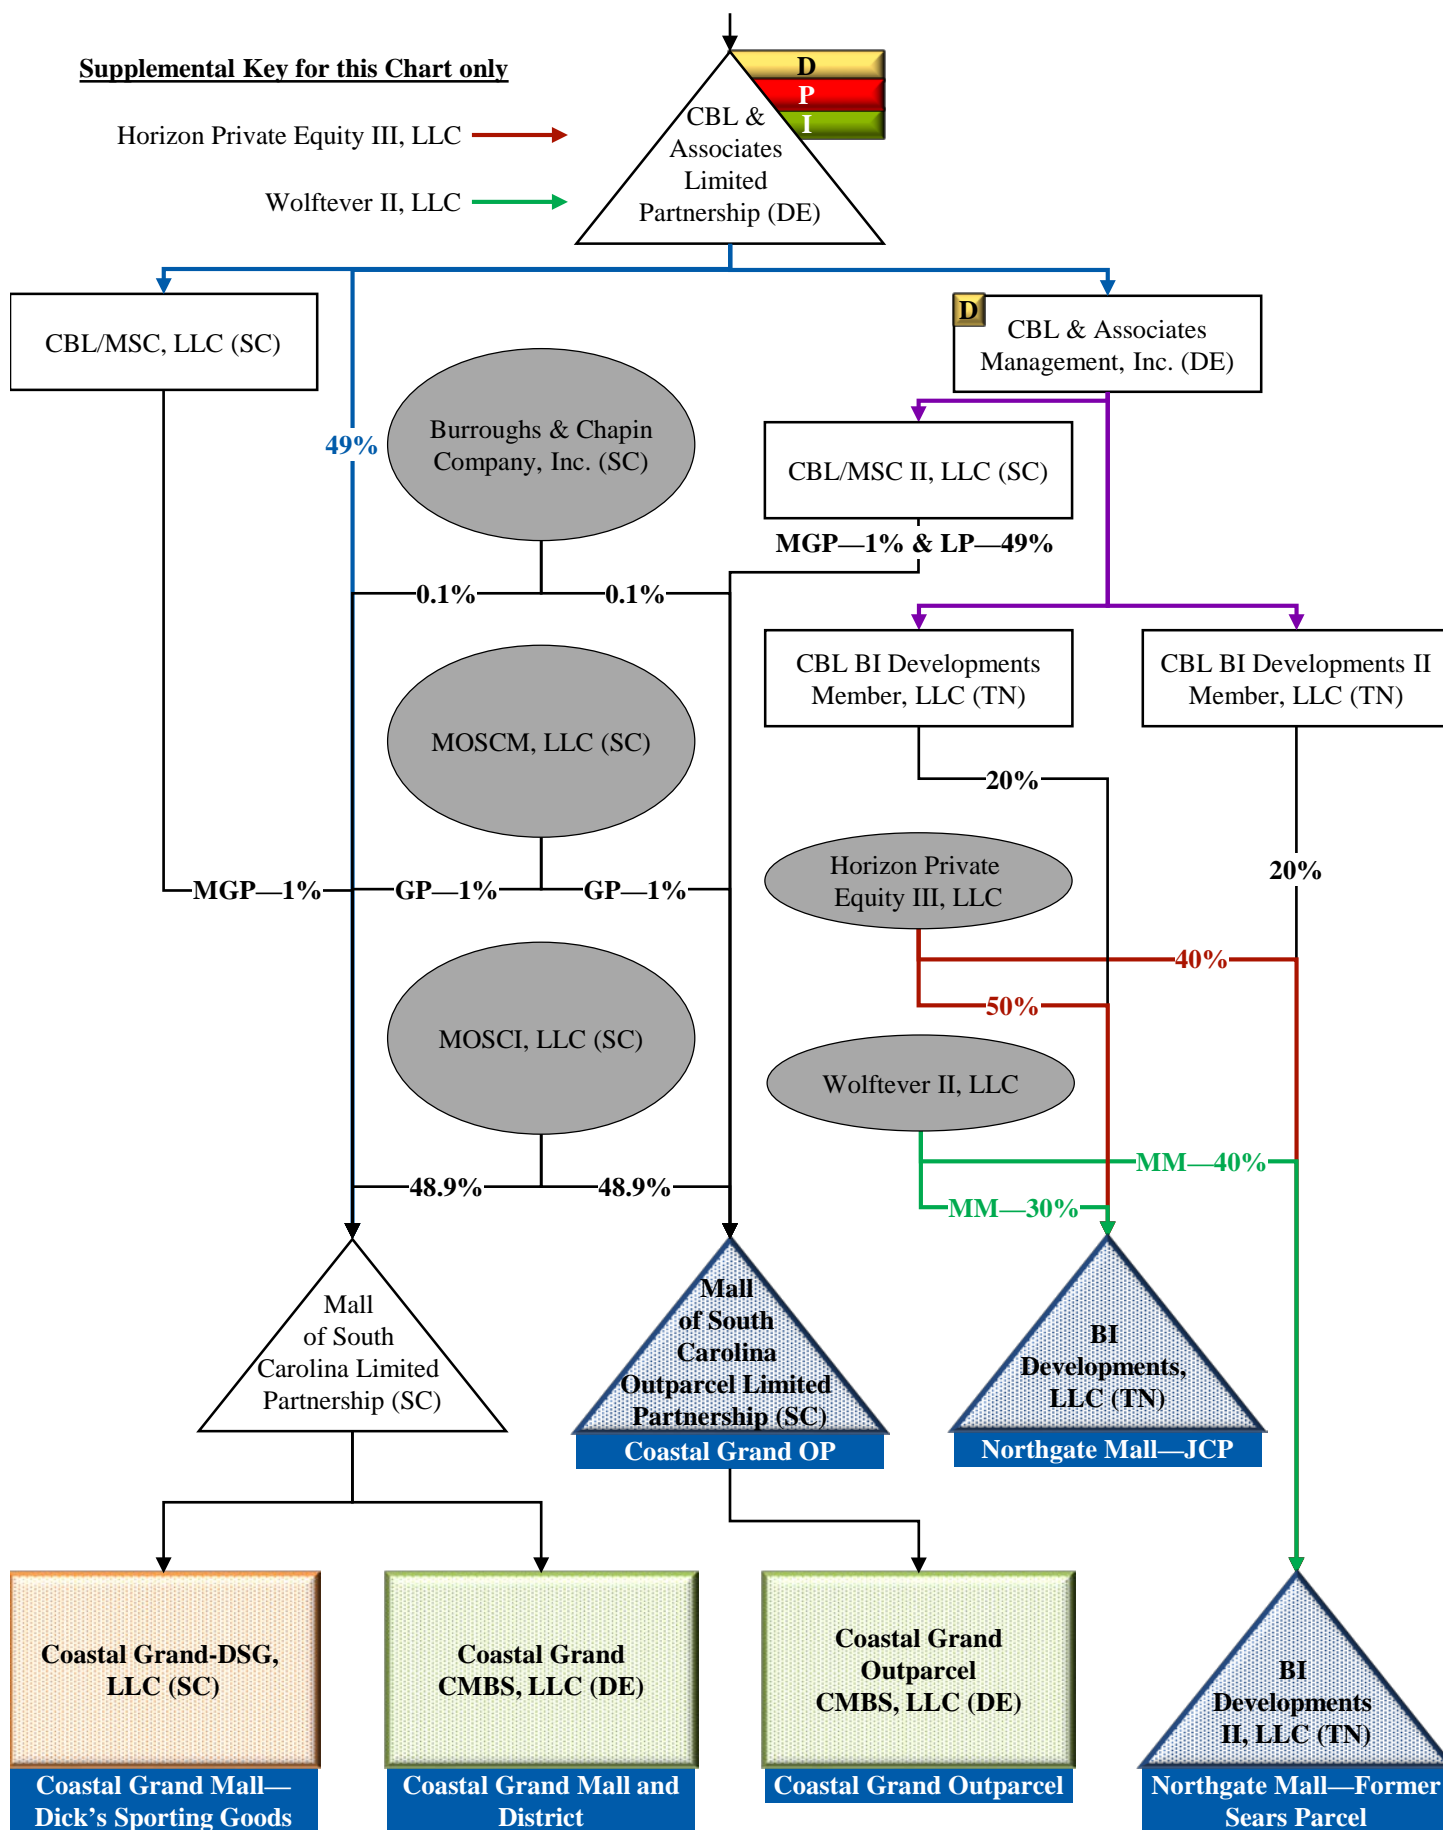 Supplemental Key for this Chart only
Horizon Private Equity III, LLC
Wolftever II, LLC
D
P
I
CBL &
Associates
Limited
Partnership (DE)
CBL/MSC, LLC (SC)
D
CBL & Associates
Management, Inc. (DE)
49%
Burroughs & Chapin
Company, Inc. (SC)
CBL/MSC II, LLC (SC)
MGP—1% & LP—49%
0.1%
0.1%
CBL BI Developments
Member, LLC (TN)
CBL BI Developments II
Member, LLC (TN)
MOSCM, LLC (SC)
20%
20%
Horizon Private
Equity III, LLC
MGP—1%
GP—1%
GP—1%
40%
50%
MOSCI, LLC (SC)
Wolftever II, LLC
MM—40%
48.9%
48.9%
MM—30%
Mall
of South
Carolina Limited
Partnership (SC)
Mall
of South
Carolina
Outparcel Limited
Partnership (SC)
Coastal Grand OP
BI
Developments,
LLC (TN)
Northgate Mall—JCP
Coastal Grand-DSG,
LLC (SC)
Coastal Grand Mall—
Dick’s Sporting Goods
Coastal Grand
CMBS, LLC (DE)
Coastal Grand Mall and
District
Coastal Grand
Outparcel
CMBS, LLC (DE)
Coastal Grand Outparcel
BI
Developments
II, LLC (TN)
Northgate Mall—Former
Sears Parcel